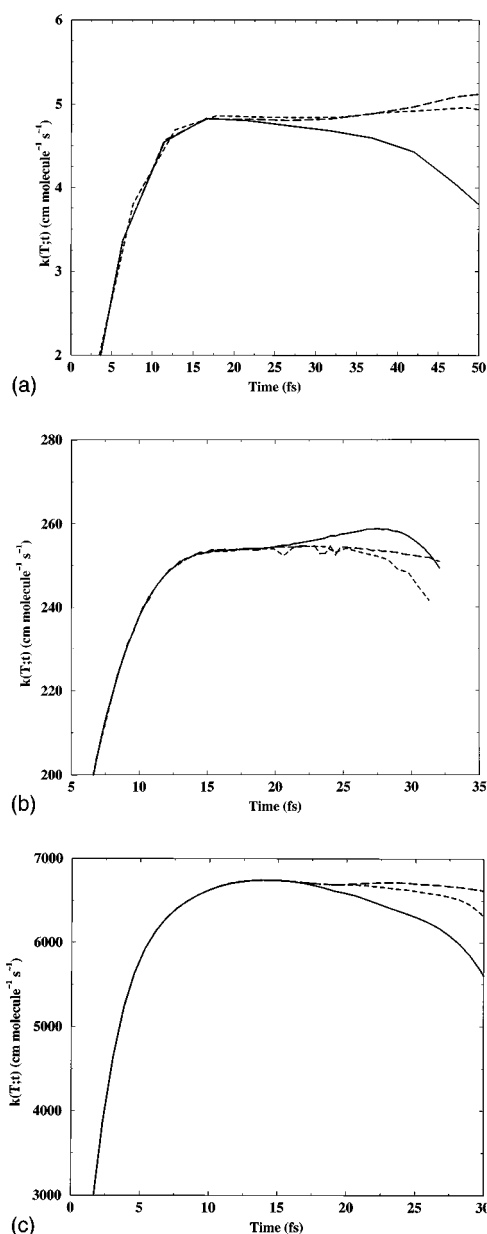 6
5
4
3
2
k(T;t) (cm molecule⁻¹ s⁻¹)
0 5 10 15 20 25 30 35 40 45 50
Time (fs)
(a)
280
260
240
220
200
k(T;t) (cm molecule⁻¹ s⁻¹)
5 10 15 20 25 30 35
Time (fs)
(b)
7000
6000
5000
4000
3000
k(T;t) (cm molecule⁻¹ s⁻¹)
0 5 10 15 20 25 30
Time (fs)
(c)